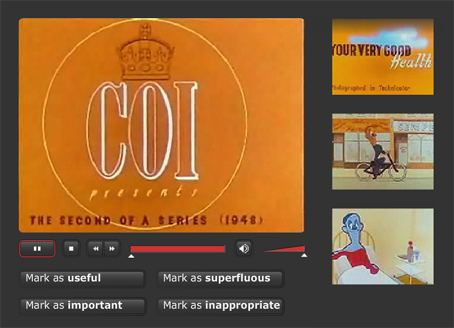 COI
presents
THE SECOND OF A SERIES (1948)
YOUR VERY GOOD
Health
Photographed in Technicolor
Mark as useful
Mark as superfluous
Mark as important
Mark as inappropriate